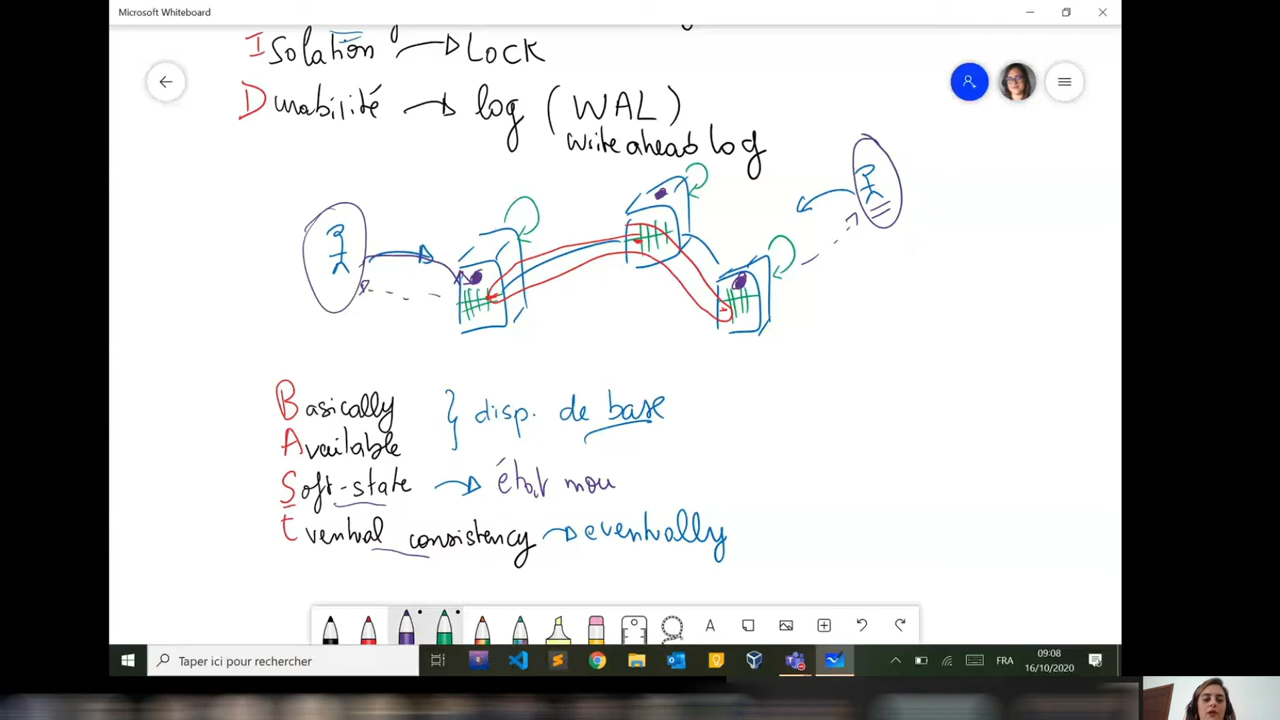 Microsoft Whiteboard
Isolation → Lock
Durabilité → log (WAL)
write ahead log
Basically
Available
} disp. de base
Soft-state → état mou
Eventual consistency → eventually
A
Taper ici pour rechercher
FRA
09:08
16/10/2020